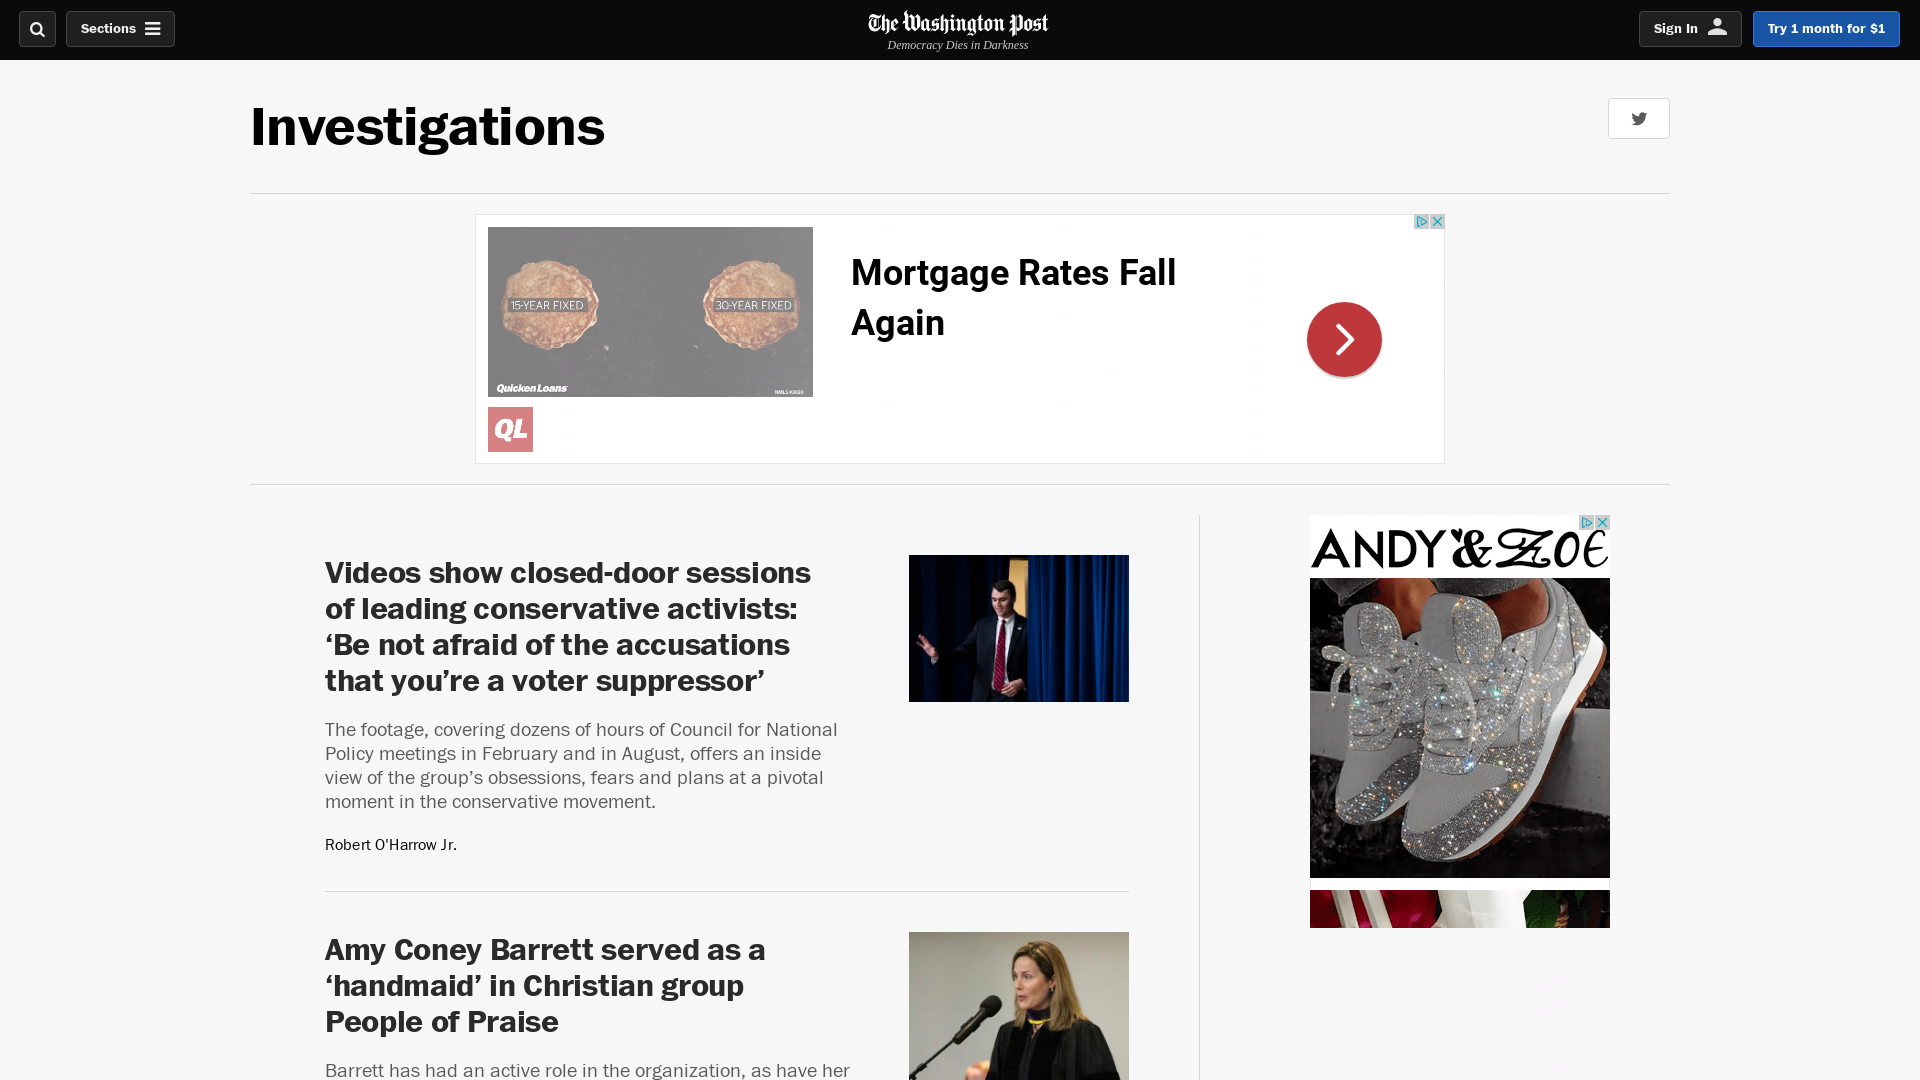 Sections
The Washington Post
Democracy Dies in Darkness
Sign In
Try 1 month for $1
Investigations
15-YEAR FIXED
30-YEAR FIXED
Quicken Loans
NMLS #3030
QL
Mortgage Rates Fall
Again
Videos show closed-door sessions
of leading conservative activists:
‘Be not afraid of the accusations
that you’re a voter suppressor’
The footage, covering dozens of hours of Council for National
Policy meetings in February and in August, offers an inside
view of the group’s obsessions, fears and plans at a pivotal
moment in the conservative movement.
Robert O'Harrow Jr.
ANDY & ZOE
Amy Coney Barrett served as a
‘handmaid’ in Christian group
People of Praise
Barrett has had an active role in the organization, as have her